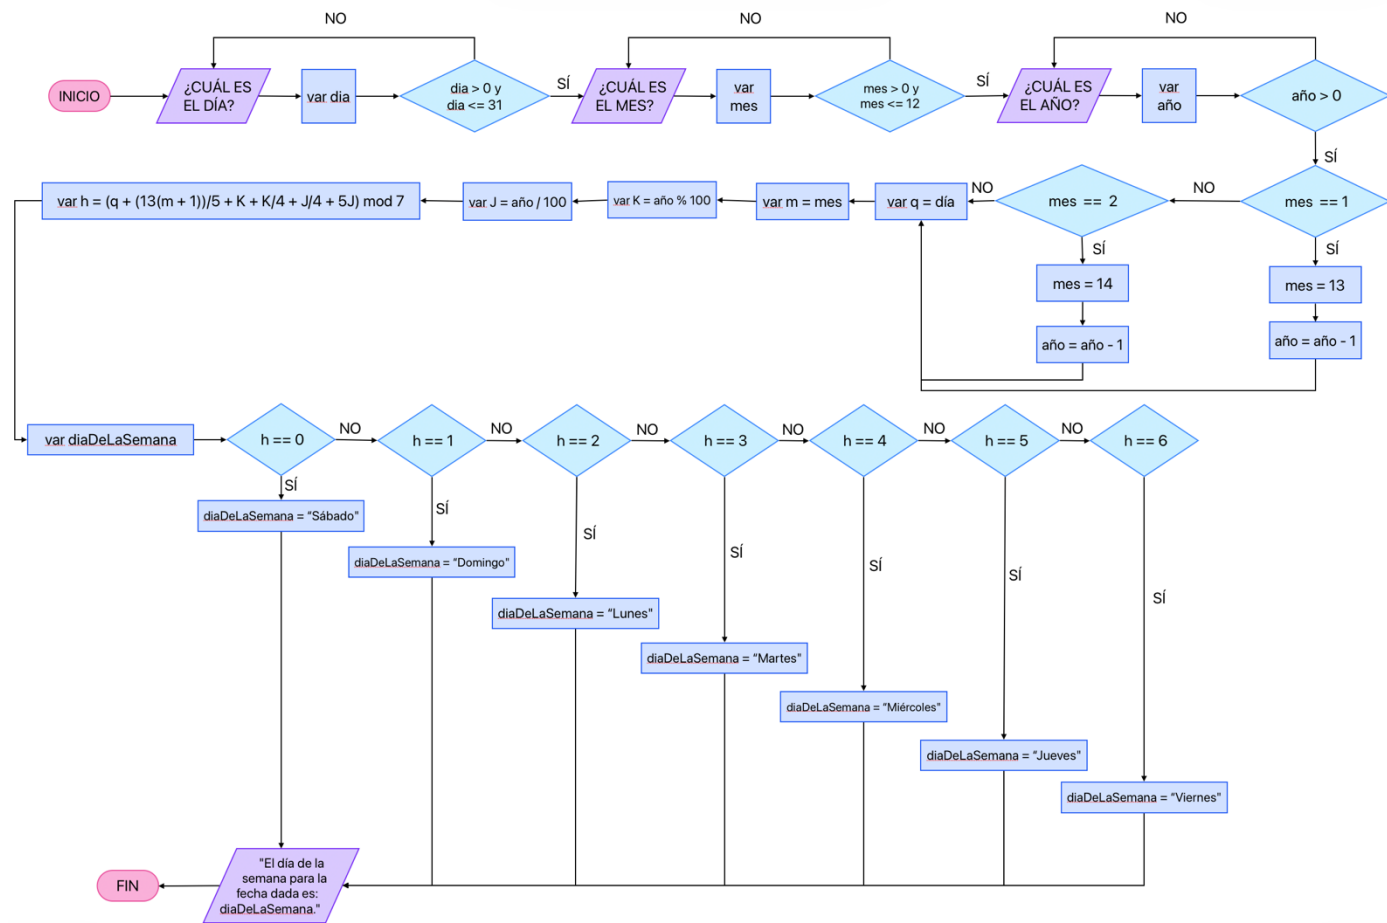 NO
NO
NO
INICIO
¿CUÁL ES
EL DÍA?
var dia
dia > 0 y
dia <= 31
SÍ
¿CUÁL ES
EL MES?
var
mes
mes > 0 y
mes <= 12
SÍ
¿CUÁL ES
EL AÑO?
var
año
año > 0
SÍ
mes == 1
NO
mes == 2
NO
var q = día
var m = mes
var K = año % 100
var J = año / 100
var h = (q + (13(m + 1))/5 + K + K/4 + J/4 + 5J) mod 7
SÍ
mes = 14
año = año - 1
SÍ
mes = 13
año = año - 1
var diaDeLaSemana
h == 0
NO
h == 1
NO
h == 2
NO
h == 3
NO
h == 4
NO
h == 5
NO
h == 6
SÍ
diaDeLaSemana = "Sábado"
SÍ
diaDeLaSemana = "Domingo"
SÍ
diaDeLaSemana = "Lunes"
SÍ
diaDeLaSemana = "Martes"
SÍ
diaDeLaSemana = "Miércoles"
SÍ
diaDeLaSemana = "Jueves"
SÍ
diaDeLaSemana = "Viernes"
"El día de la
semana para la
fecha dada es:
diaDeLaSemana."
FIN